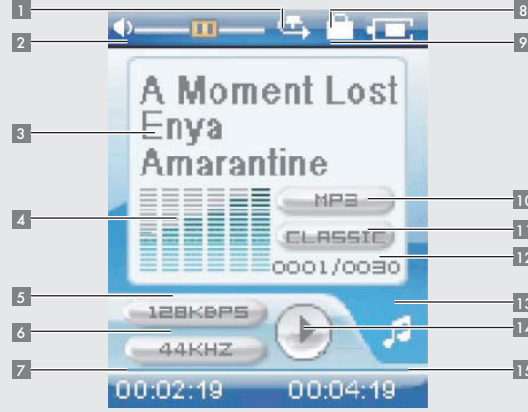 1
8
2
9
A Moment Lost
3
Enya
Amarantine
MP3
10
4
CLASSIC
11
0001/0030
12
5
128KBPS
13
6
44KHZ
14
7
15
00:02:19 00:04:19